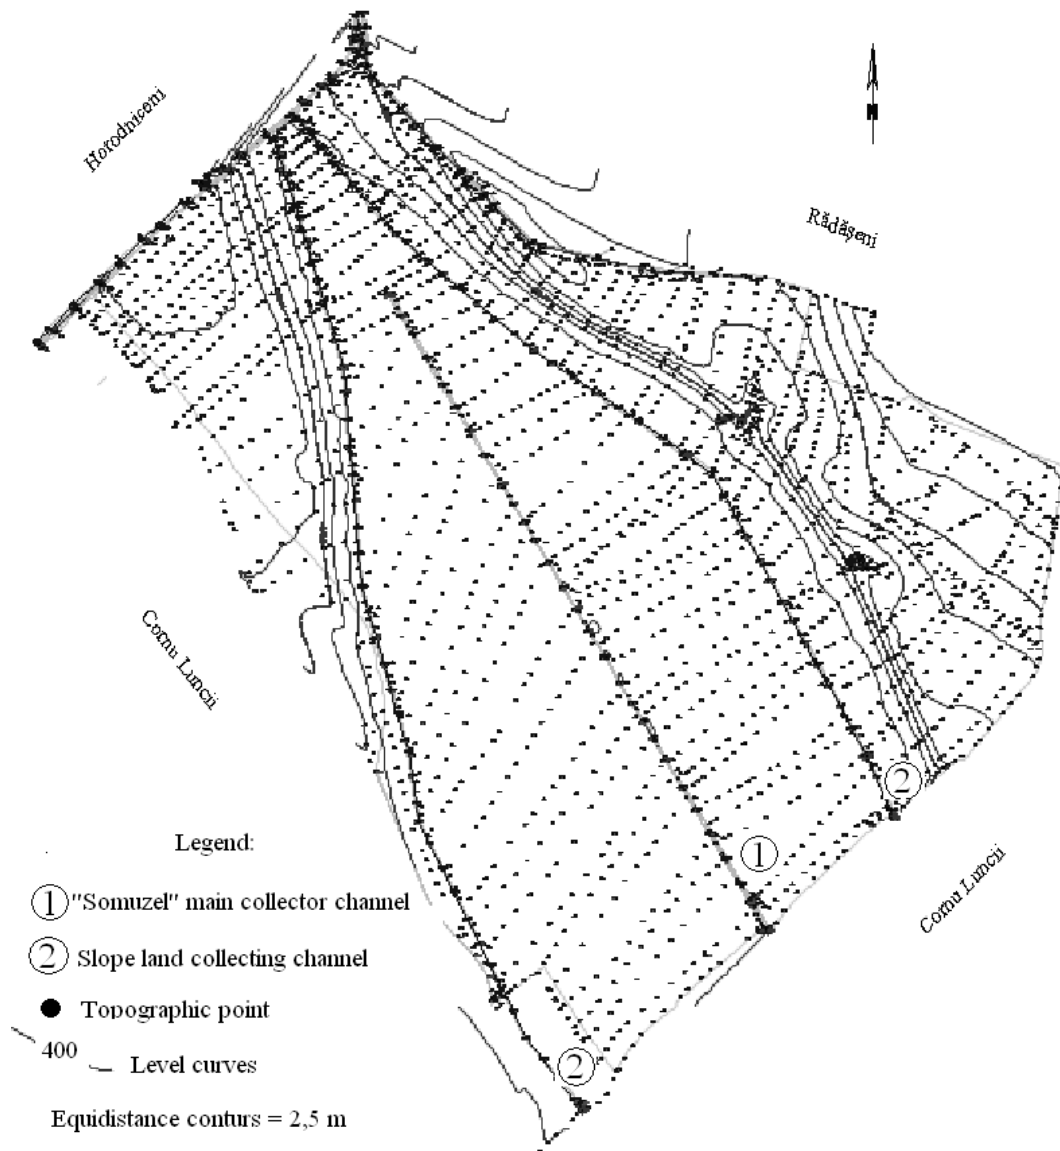 Horodniceni
N
Rădășeni
Cornu Luncii
2
1
Cornu Luncii
Legend:
1 "Somuzel" main collector channel
2 Slope land collecting channel
Topographic point
400 Level curves
2
Equidistance conturs = 2,5 m